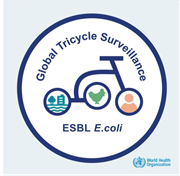 Global Tricycle Surveillance
ESBL E.coli
World Health
Organization